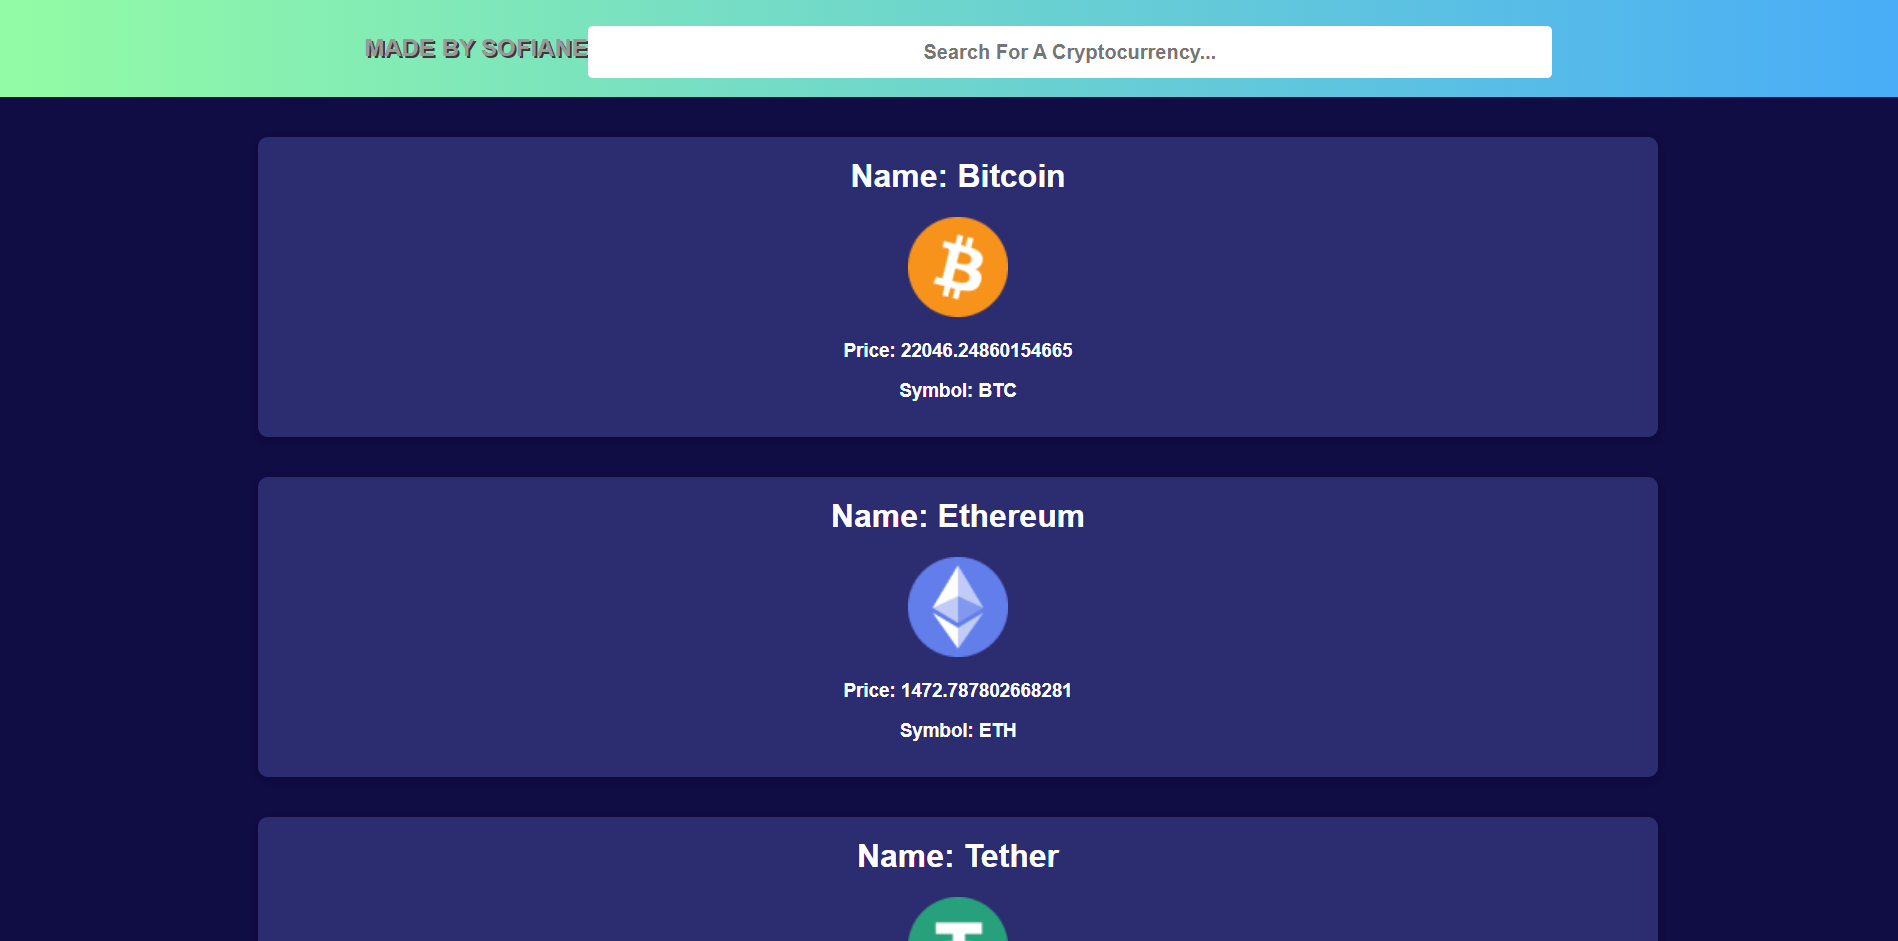 MADE BY SOFIANE
Search For A Cryptocurrency...
Name: Bitcoin
Price: 22046.24860154665
Symbol: BTC
Name: Ethereum
Price: 1472.787802668281
Symbol: ETH
Name: Tether